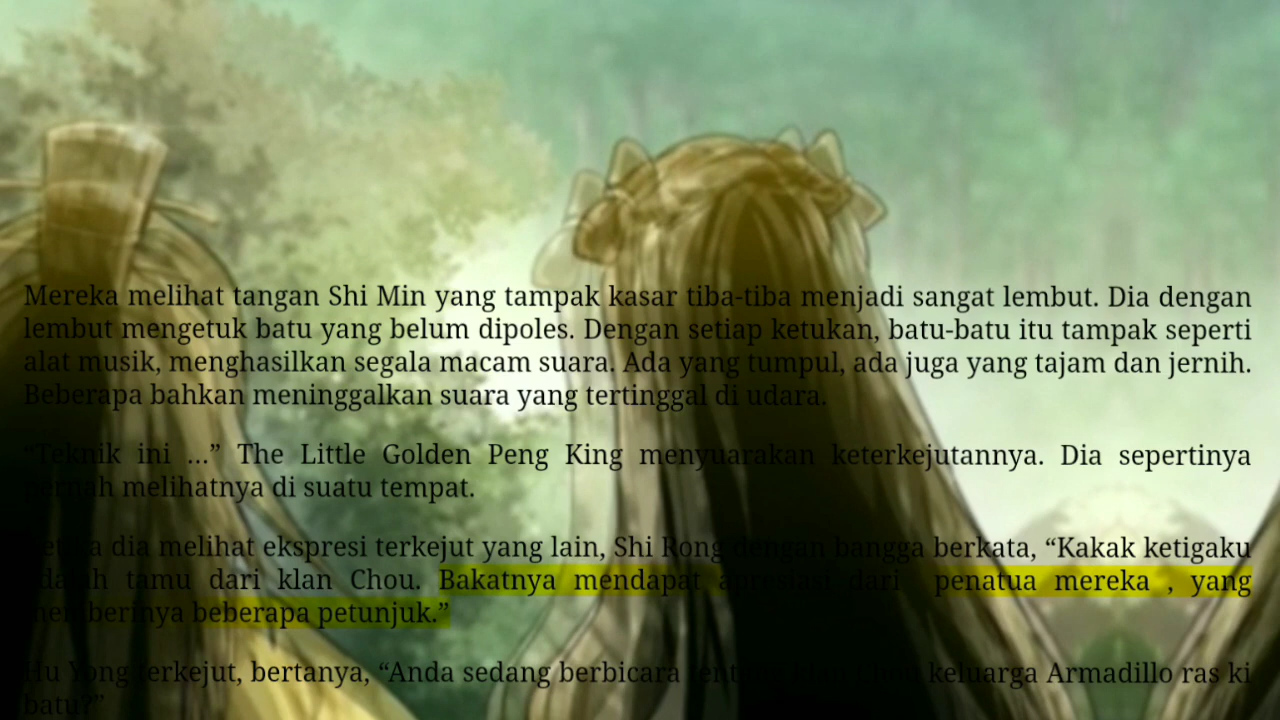 Mereka melihat tangan Shi Min yang tampak kasar tiba-tiba menjadi sangat lembut. Dia dengan
lembut mengetuk batu yang belum dipoles. Dengan setiap ketukan, batu-batu itu tampak seperti
alat musik, menghasilkan segala macam suara. Ada yang tumpul, ada juga yang tajam dan jernih.
Beberapa bahkan meninggalkan suara yang tertinggal di udara.
“Teknik ini ...” The Little Golden Peng King menyuarakan keterkejutannya. Dia sepertinya
pernah melihatnya di suatu tempat.
Ketika dia melihat ekspresi terkejut yang lain, Shi Rong dengan bangga berkata, “Kakak ketigaku
adalah tamu dari klan Chou. Bakatnya mendapat apresiasi dari penatua mereka , yang
memberinya beberapa petunjuk.”
Hu Yong terkejut, bertanya, “Anda sedang berbicara tentang klan Chou keluarga Armadillo ras ki
batu?”